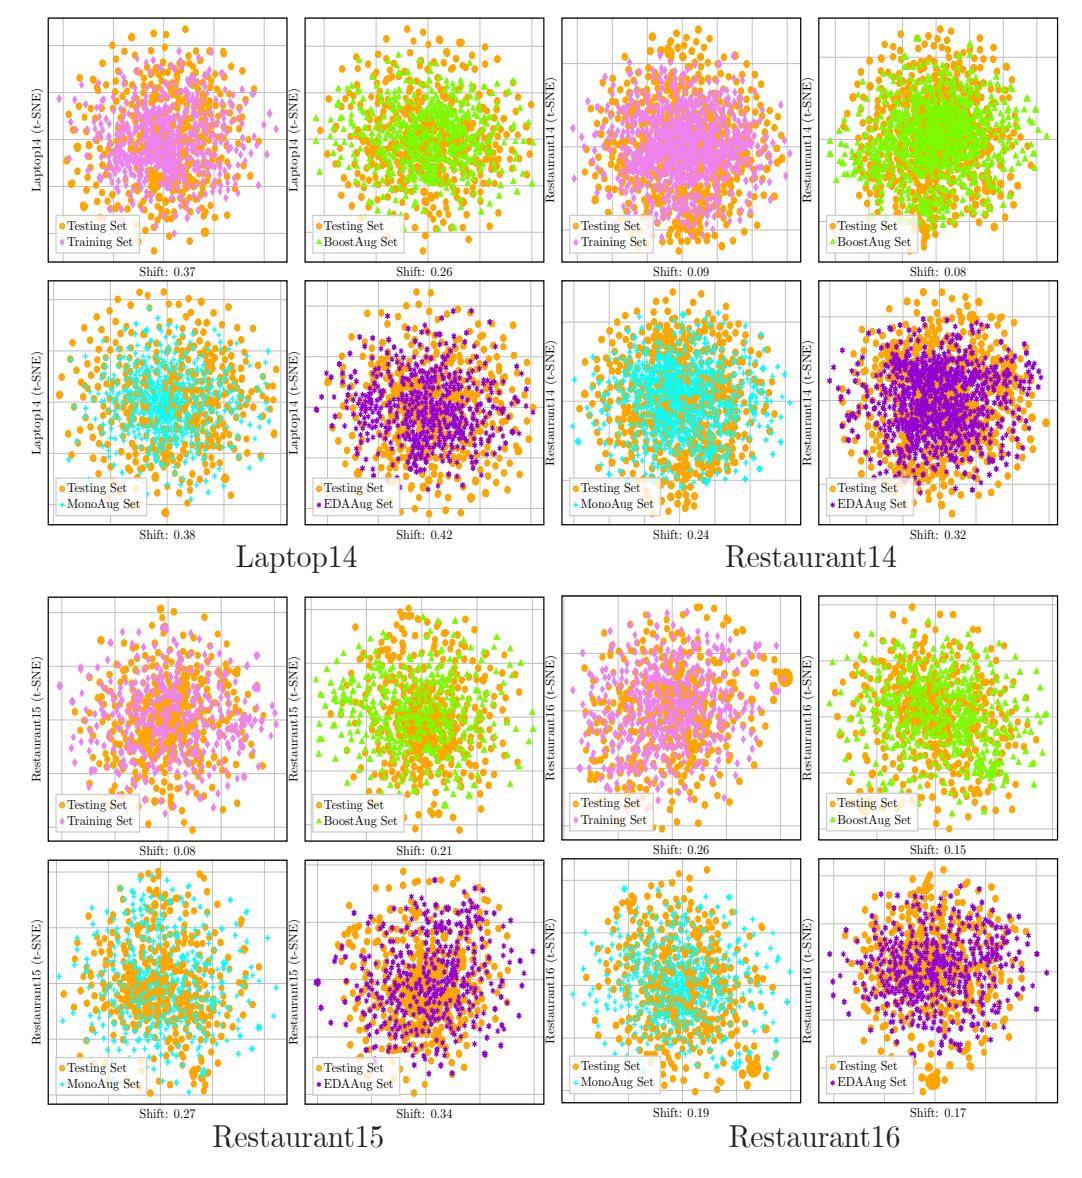 Laptop14 (t-SNE)
Testing Set
Training Set
Shift: 0.37
Laptop14 (t-SNE)
Testing Set
BoostAug Set
Shift: 0.26
Restaurant14 (t-SNE)
Testing Set
Training Set
Shift: 0.09
Restaurant14 (t-SNE)
Testing Set
BoostAug Set
Shift: 0.08
Laptop14 (t-SNE)
Testing Set
MonoAug Set
Shift: 0.38
Laptop14 (t-SNE)
Testing Set
EDAAug Set
Shift: 0.42
Restaurant14 (t-SNE)
Testing Set
MonoAug Set
Shift: 0.24
Restaurant14 (t-SNE)
Testing Set
EDAAug Set
Shift: 0.32
Laptop14
Restaurant14
Restaurant15 (t-SNE)
Testing Set
Training Set
Shift: 0.08
Restaurant15 (t-SNE)
Testing Set
BoostAug Set
Shift: 0.21
Restaurant16 (t-SNE)
Testing Set
Training Set
Shift: 0.26
Restaurant16 (t-SNE)
Testing Set
BoostAug Set
Shift: 0.15
Restaurant15 (t-SNE)
Testing Set
MonoAug Set
Shift: 0.27
Restaurant15 (t-SNE)
Testing Set
EDAAug Set
Shift: 0.34
Restaurant16 (t-SNE)
Testing Set
MonoAug Set
Shift: 0.19
Restaurant16 (t-SNE)
Testing Set
EDAAug Set
Shift: 0.17
Restaurant15
Restaurant16